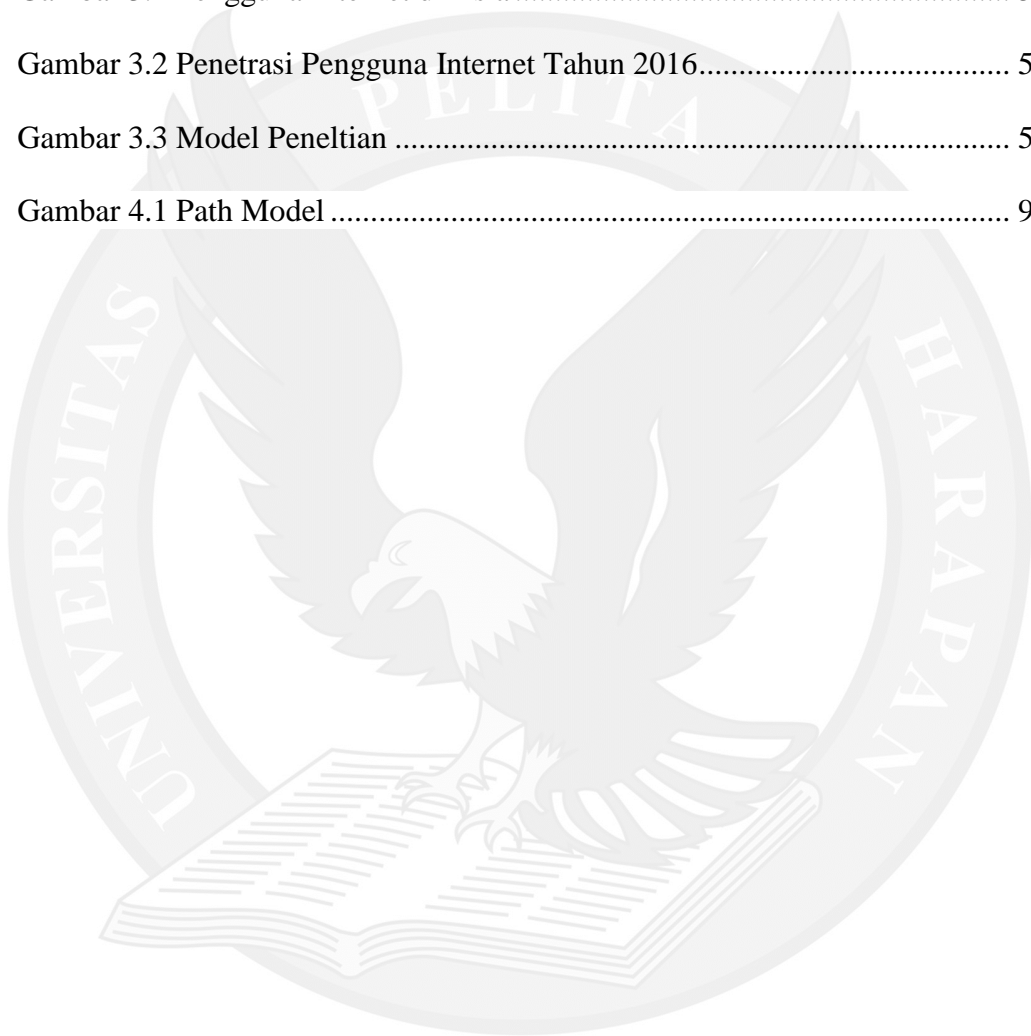 Gambar 3.2 Penetrasi Pengguna Internet Tahun 2016....................................... 5
Gambar 3.3 Model Peneltian ............................................................................. 5
Gambar 4.1 Path Model ..................................................................................... 9
UNIVERSITAS PELITA HARAPAN